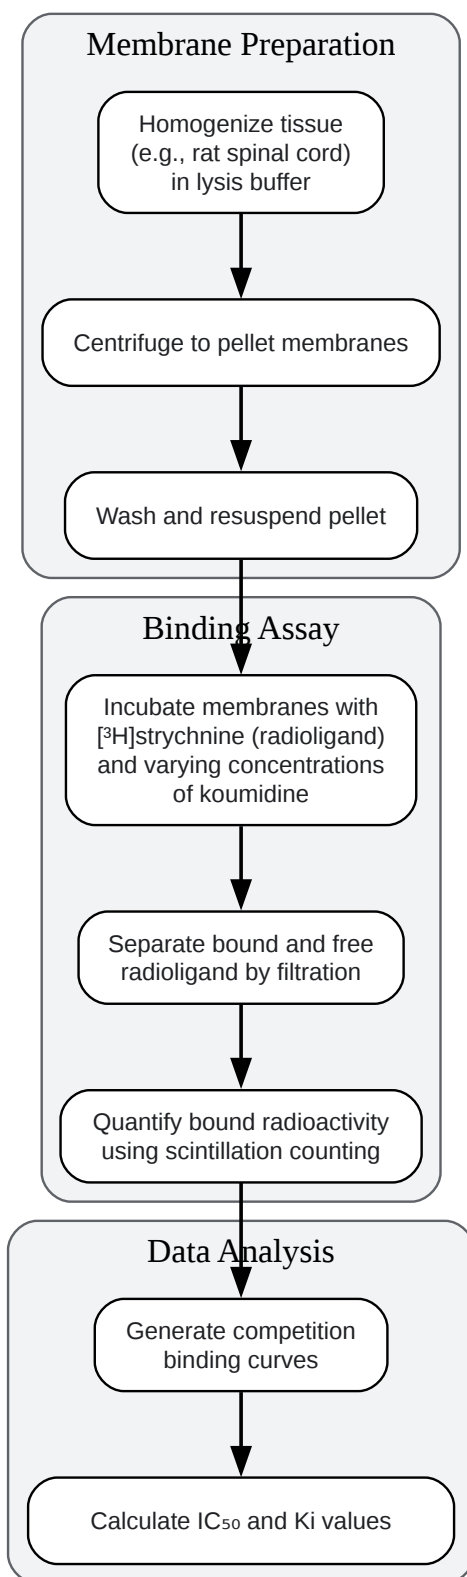 Membrane Preparation
Homogenize tissue
(e.g., rat spinal cord)
in lysis buffer
Centrifuge to pellet membranes
Wash and resuspend pellet
Binding Assay
Incubate membranes with
[³H]strychnine (radioligand)
and varying concentrations
of koumidine
Separate bound and free
radioligand by filtration
Quantify bound radioactivity
using scintillation counting
Data Analysis
Generate competition
binding curves
Calculate IC₅₀ and Ki values